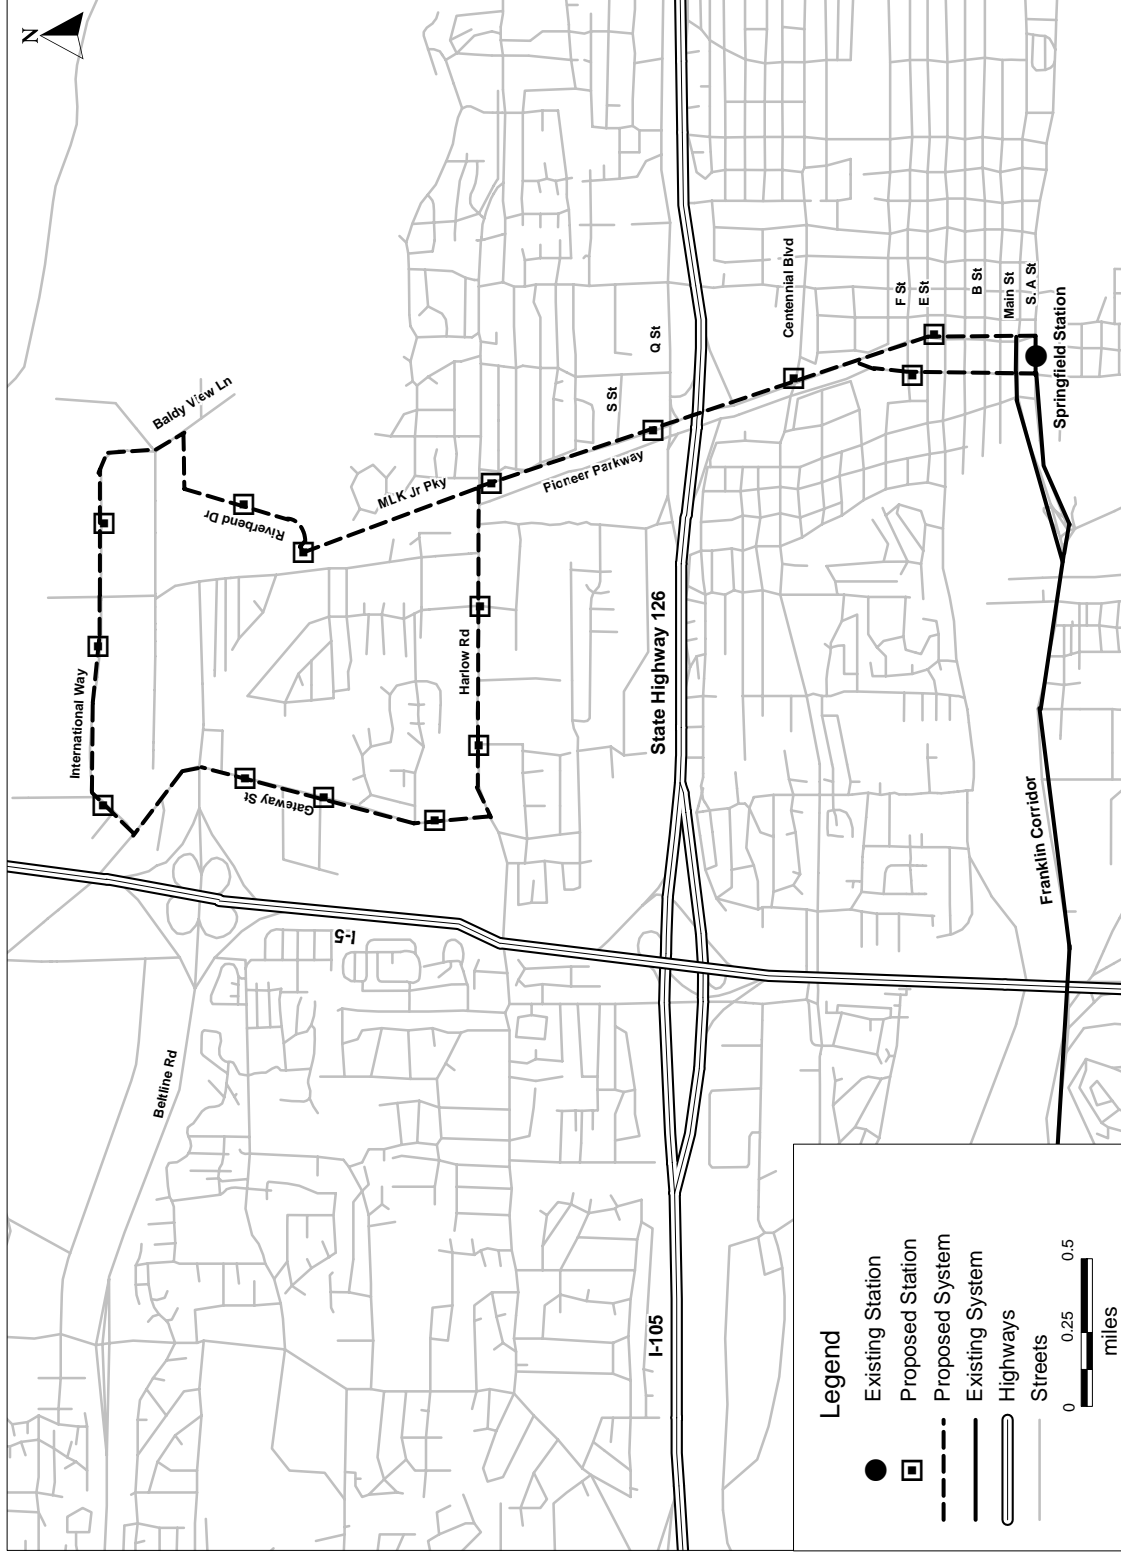 N
Baldy View Ln
Riverbend Dr
MLK Jr Pky
International Way
Gateway St
Harlow Rd
Pioneer Parkway
S St
Q St
Centennial Blvd
F St
E St
B St
Main St
S. A St
Springfield Station
State Highway 126
Franklin Corridor
I-5
Beltline Rd
I-105
Legend
Existing Station
Proposed Station
Proposed System
Existing System
Highways
Streets
0 0.25 0.5
miles